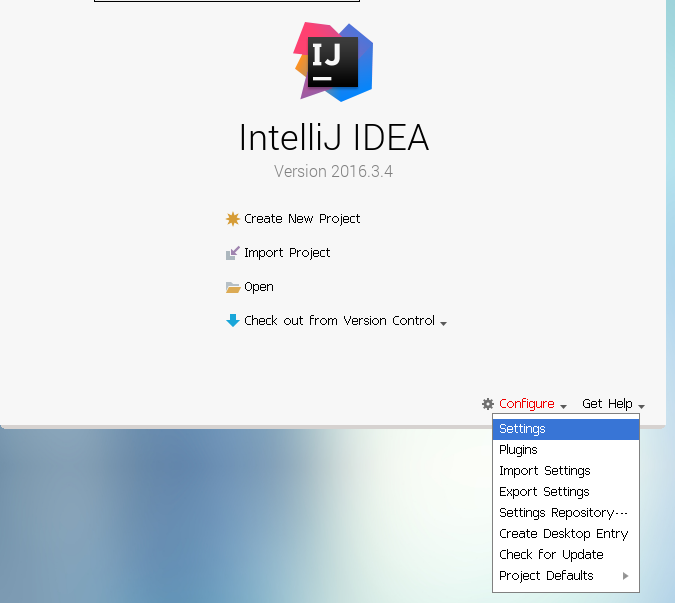 IJ
IntelliJ IDEA
Version 2016.3.4
Create New Project
Import Project
Open
Check out from Version Control
Configure Get Help
Settings
Plugins
Import Settings
Export Settings
Settings Repository...
Create Desktop Entry
Check for Update
Project Defaults